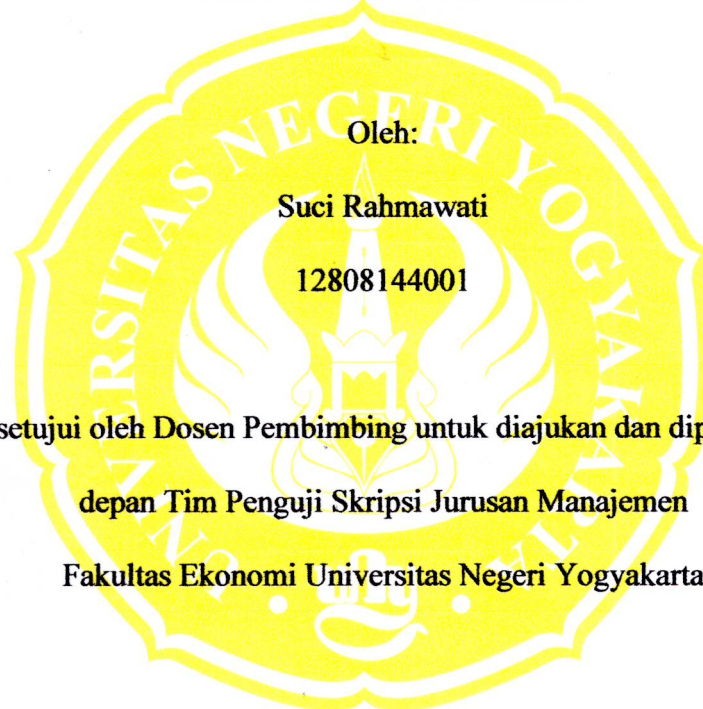 Oleh:
Suci Rahmawati
12808144001
setujui oleh Dosen Pembimbing untuk diajukan dan dip
depan Tim Penguji Skripsi Jurusan Manajemen
Fakultas Ekonomi Universitas Negeri Yogyakarta
UNIVERSITAS NEGERI YOGYAKARTA